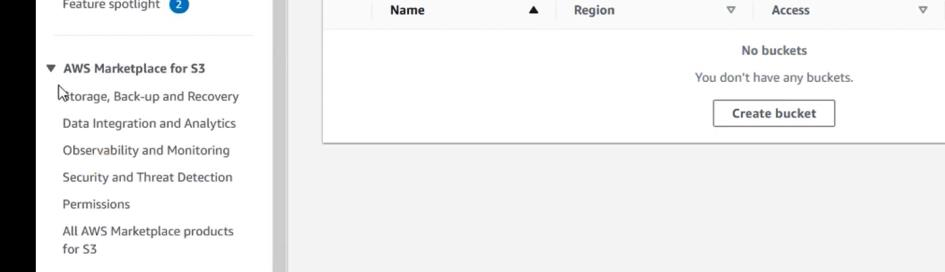 Feature spotlight 2
AWS Marketplace for S3
Storage, Back-up and Recovery
Data Integration and Analytics
Observability and Monitoring
Security and Threat Detection
Permissions
All AWS Marketplace products
for S3
Name Region Access
No buckets
You don't have any buckets.
Create bucket